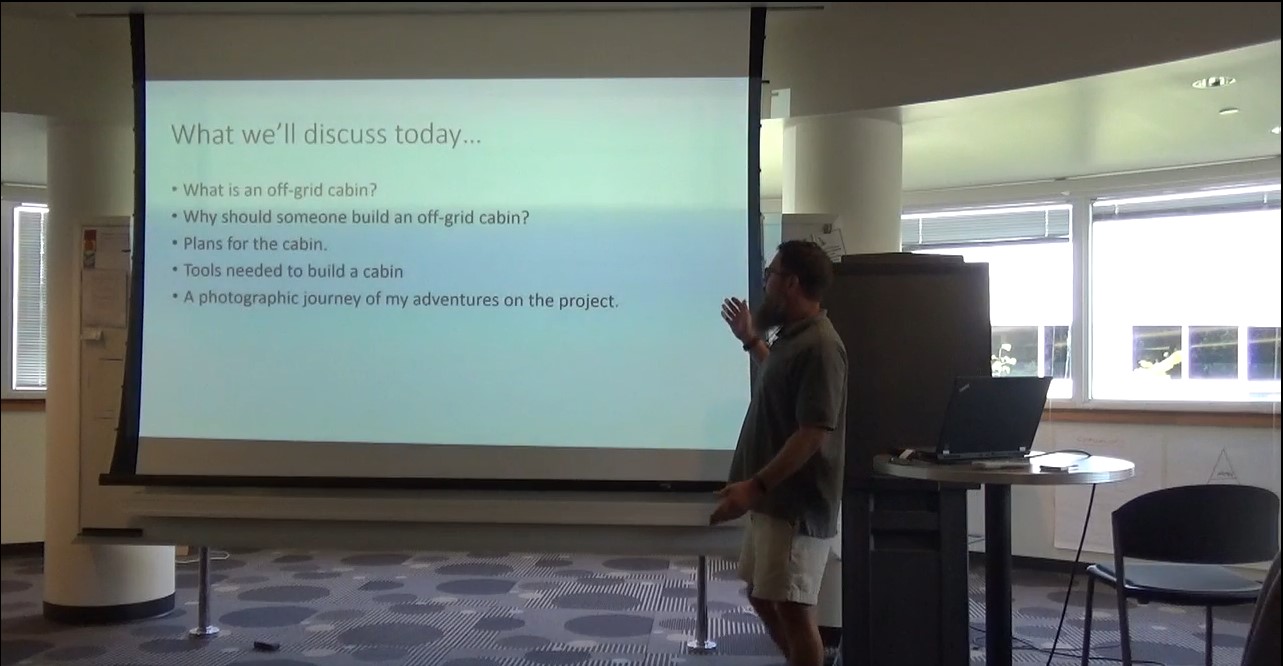 What we'll discuss today...
• What is an off-grid cabin?
• Why should someone build an off-grid cabin?
• Plans for the cabin.
• Tools needed to build a cabin
• A photographic journey of my adventures on the project.